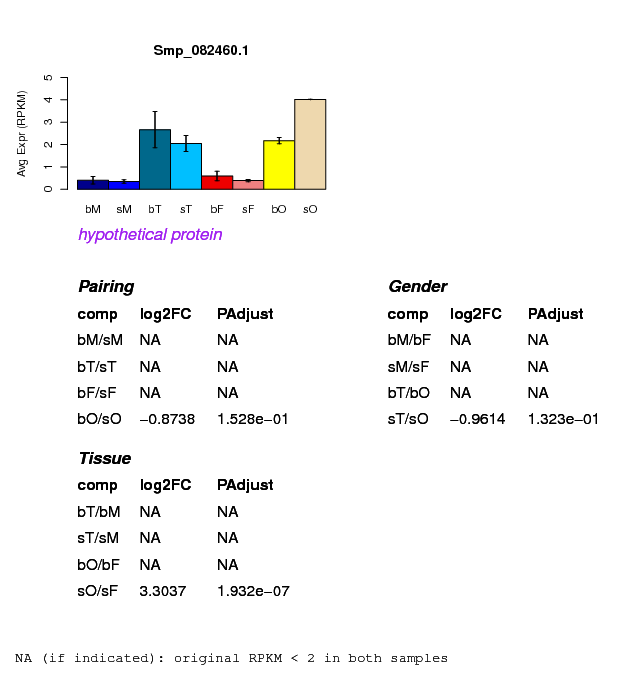 Smp_082460.1
Avg Expr (RPKM)
0 1 2 3 4 5
bM sM bT sT bF sF bO sO
hypothetical protein
Pairing
comp log2FC PAdjust
bM/sM NA NA
bT/sT NA NA
bF/sF NA NA
bO/sO −0.8738 1.528e−01
Gender
comp log2FC PAdjust
bM/bF NA NA
sM/sF NA NA
bT/bO NA NA
sT/sO −0.9614 1.323e−01
Tissue
comp log2FC PAdjust
bT/bM NA NA
sT/sM NA NA
bO/bF NA NA
sO/sF 3.3037 1.932e−07
NA (if indicated): original RPKM < 2 in both samples